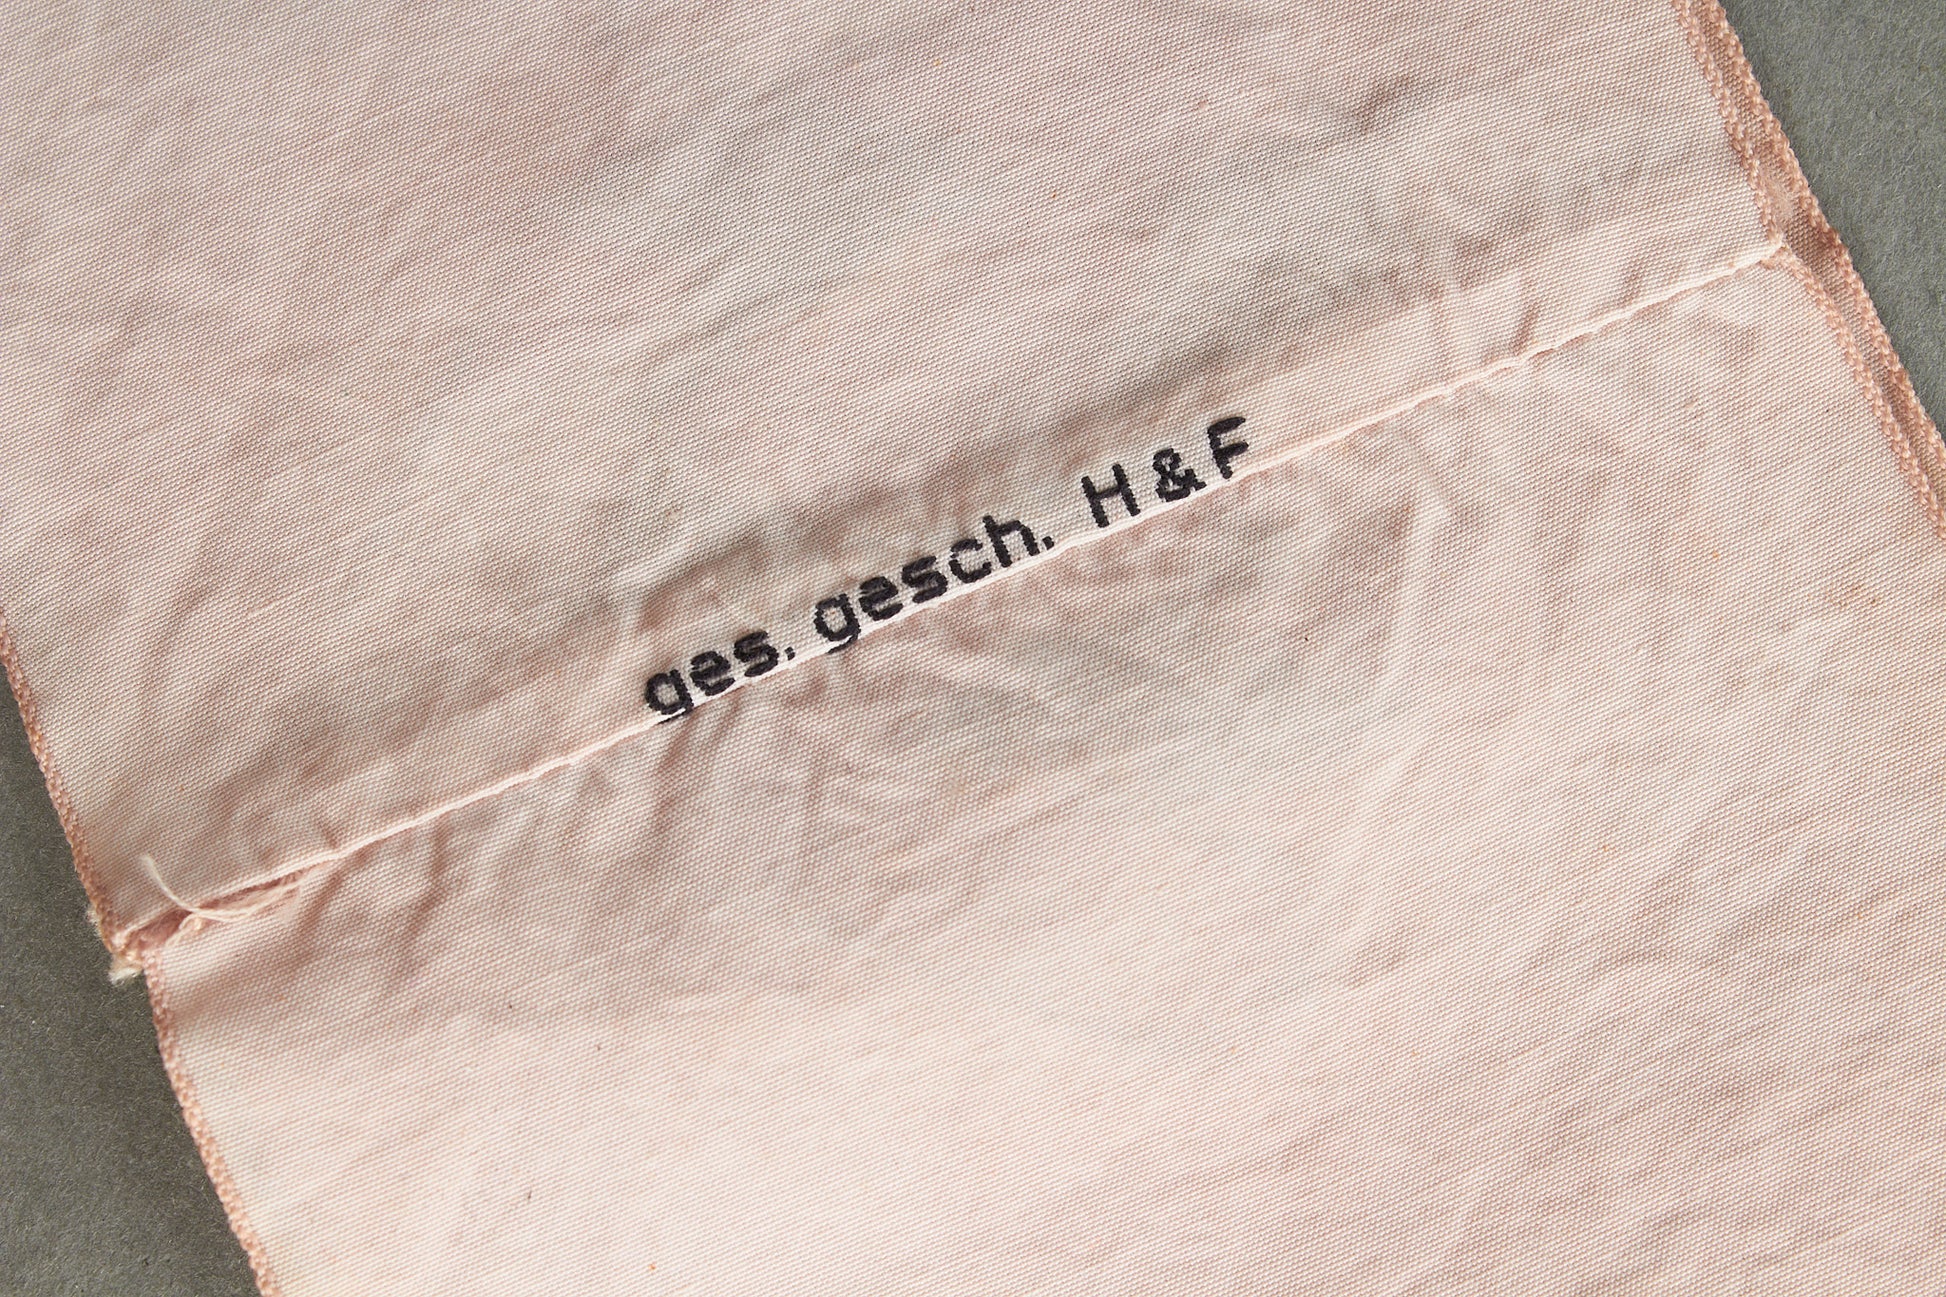 ges. gesch. H & F